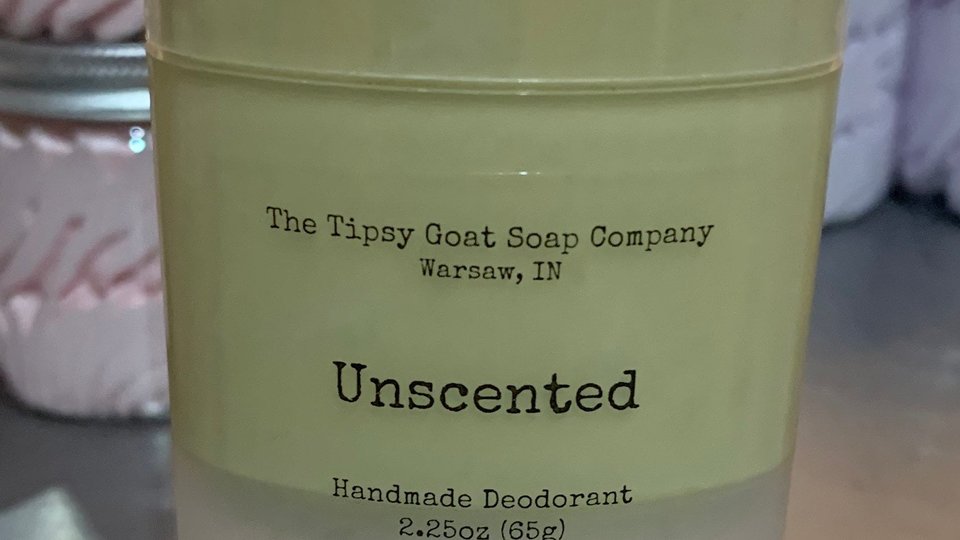 The Tipsy Goat Soap Company
Warsaw, IN
Unscented
Handmade Deodorant
2.25oz (65g)